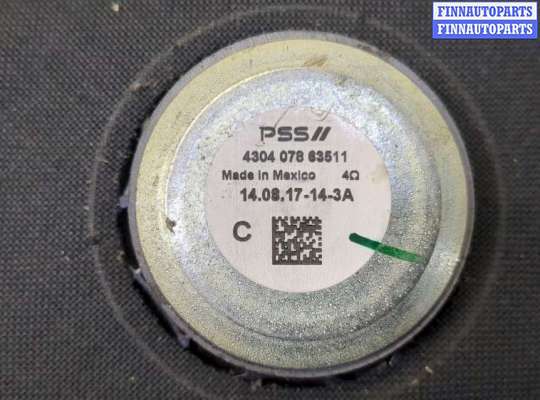 FINNAUTOPARTS
FINNAUTOPARTS
PSS//
4304 078 63511
Made in Mexico 4Ω
14.08.17-14-3A
C